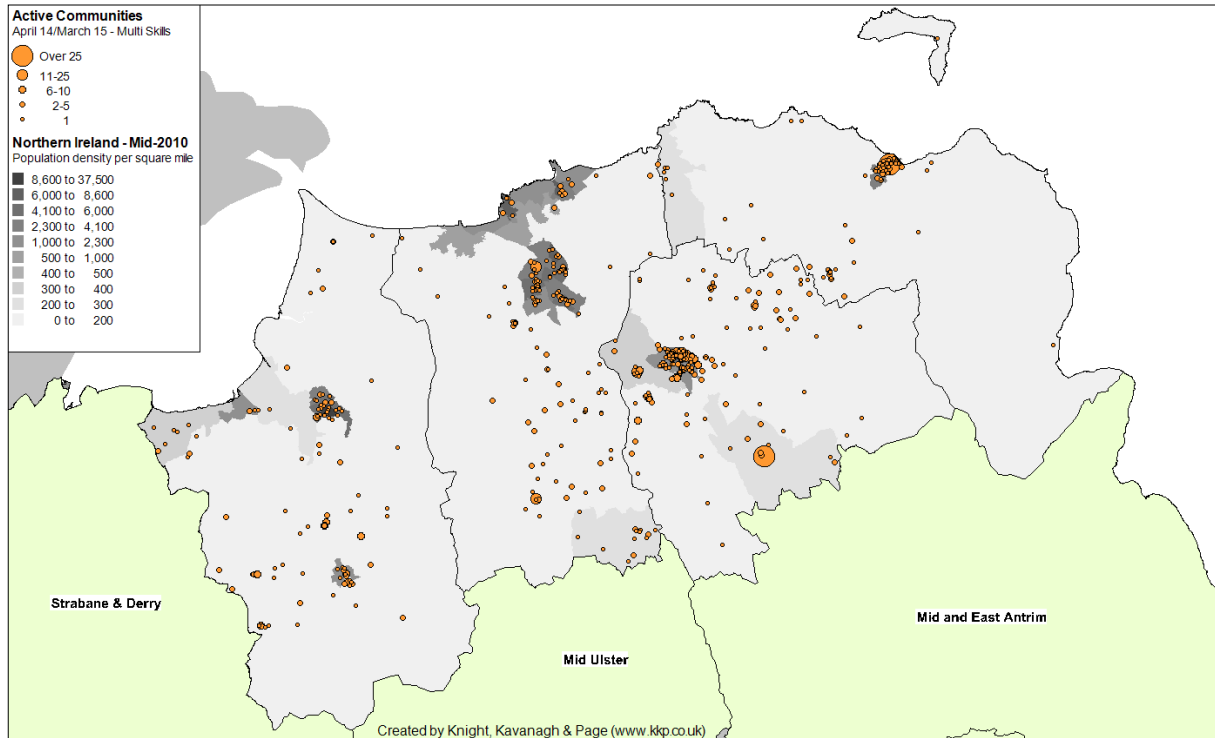 Active Communities
April 14/March 15 - Multi Skills
Over 25
11-25
6-10
2-5
1
Northern Ireland - Mid-2010
Population density per square mile
8,600 to 37,500
6,000 to 8,600
4,100 to 6,000
2,300 to 4,100
1,000 to 2,300
500 to 1,000
400 to 500
300 to 400
200 to 300
0 to 200
Strabane & Derry
Mid and East Antrim
Mid Ulster
Created by Knight, Kavanagh & Page (www.kkp.co.uk)